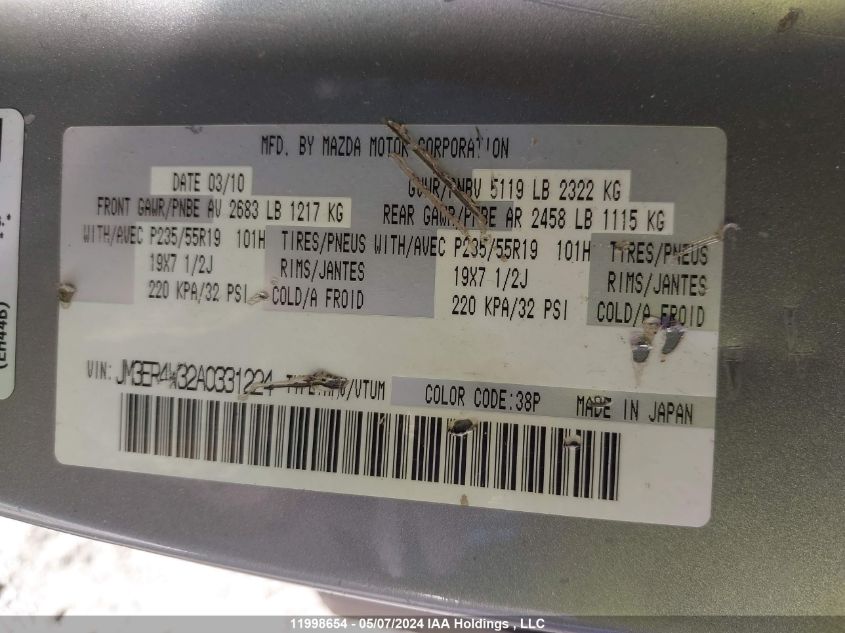 MFD. BY MAZDA MOTOR CORPORATION
DATE 03/10 GVWR/PNBV 5119 LB 2322 KG
FRONT GAWR/PNBE AV 2683 LB 1217 KG REAR GAWR/PNBE AR 2458 LB 1115 KG
WITH/AVEC P235/55R19 101H TIRES/PNEUS WITH/AVEC P235/55R19 101H TIRES/PNEUS
19X7 1/2J RIMS/JANTES 19X7 1/2J RIMS/JANTES
220 KPA/32 PSI COLD/A FROID 220 KPA/32 PSI COLD/A FROID
VIN: JM3ER4W32A0331224 TYPE:MPV/VTUM COLOR CODE:38P MADE IN JAPAN
(EH44B)
11998654 - 05/07/2024 IAA Holdings , LLC